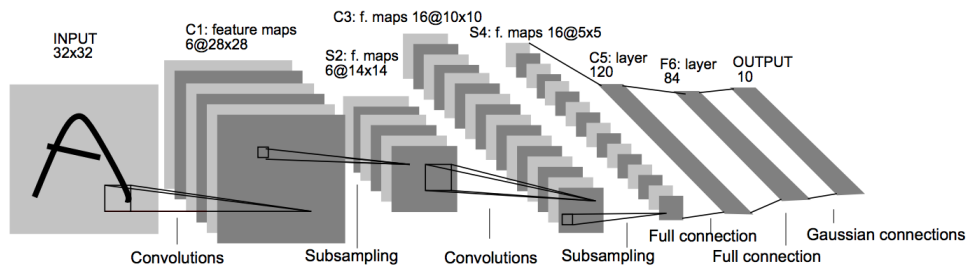 INPUT
32x32
C1: feature maps
6@28x28
S2: f. maps
6@14x14
C3: f. maps 16@10x10
S4: f. maps 16@5x5
C5: layer
120
F6: layer
84
OUTPUT
10
Convolutions
Subsampling
Convolutions
Subsampling
Full connection
Full connection
Gaussian connections
A